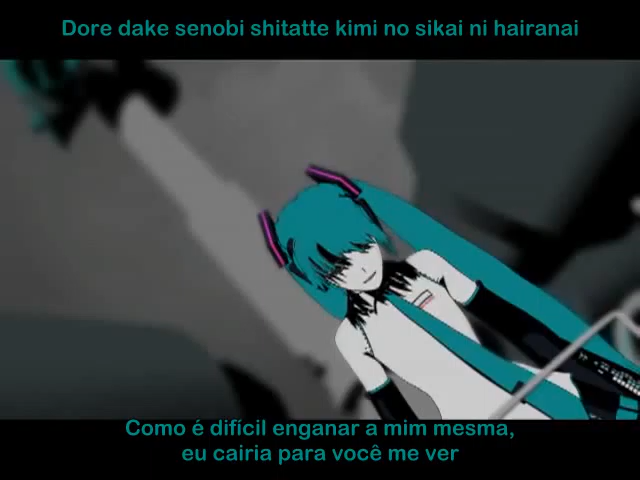 Dore dake senobi shitatte kimi no sikai ni hairanai
Como é difícil enganar a mim mesma,
eu cairia para você me ver